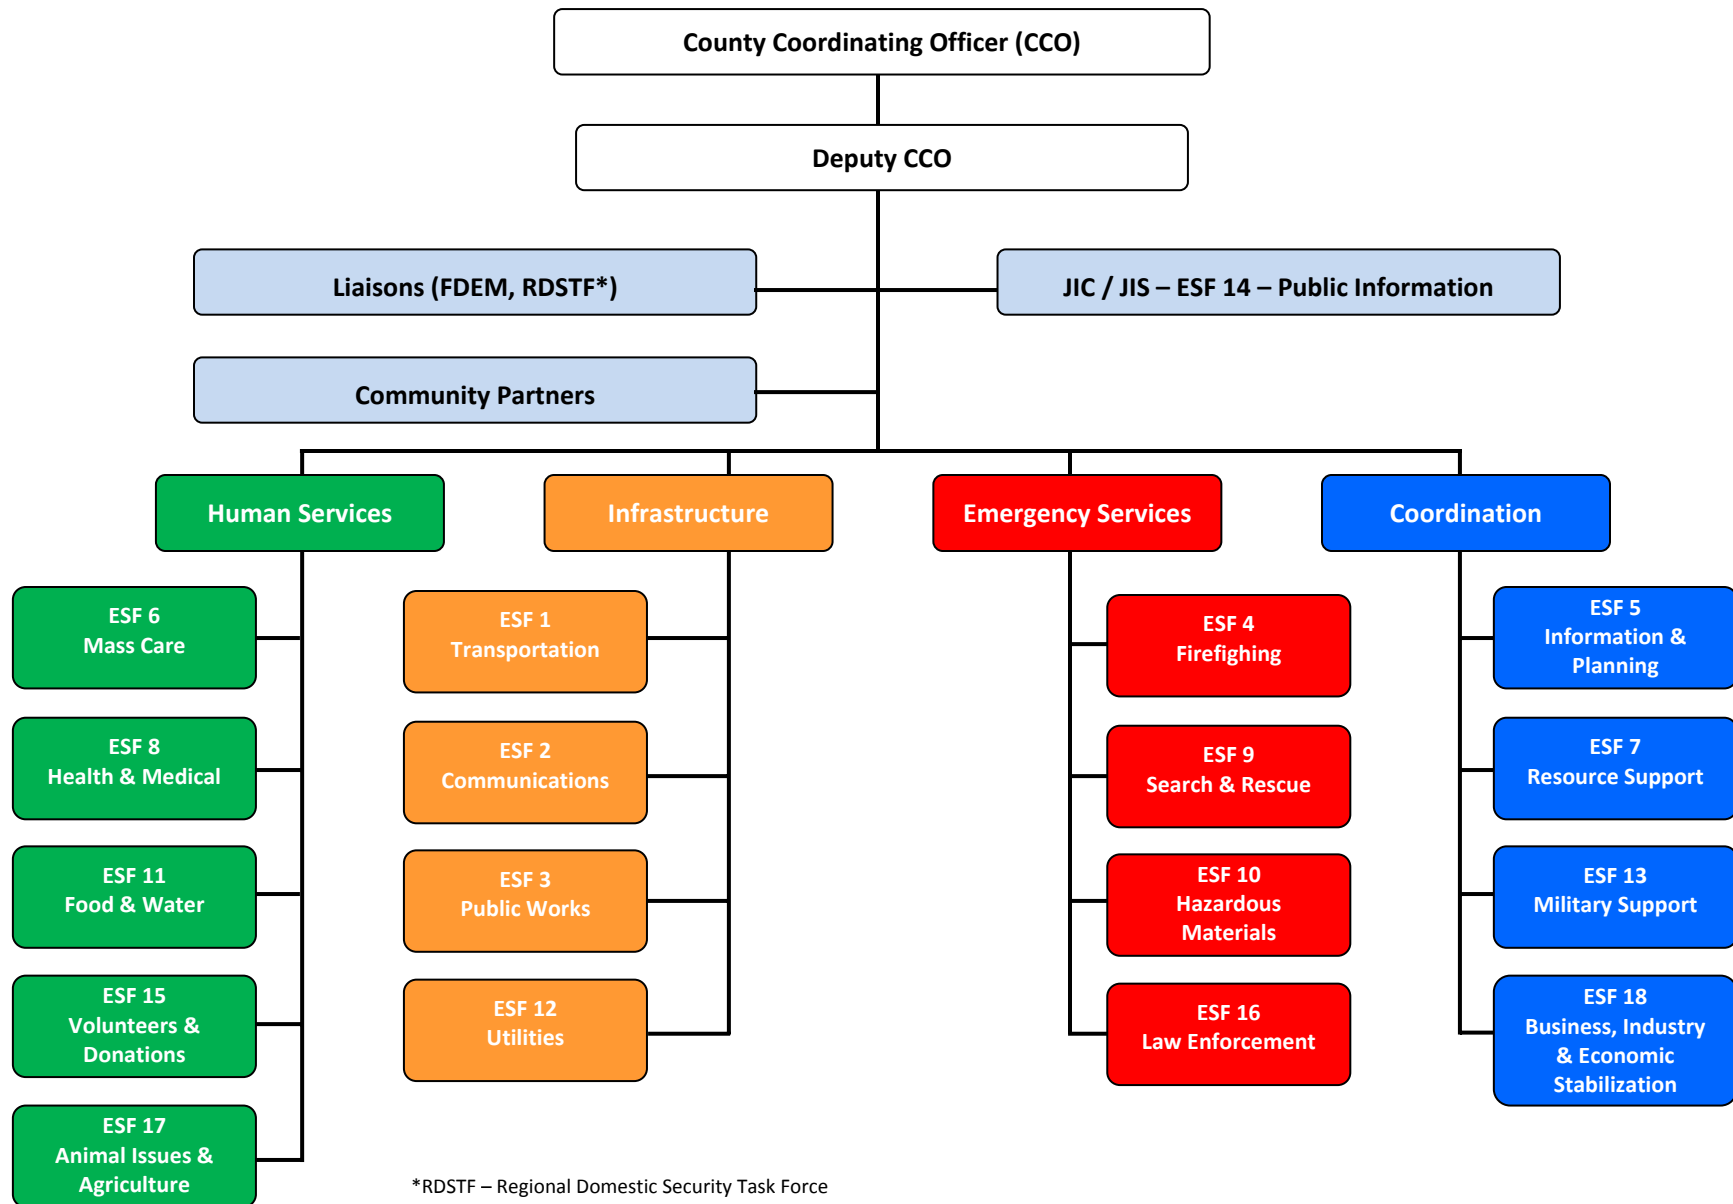 County Coordinating Officer (CCO)
Deputy CCO
Liaisons (FDEM, RDSTF*)
JIC / JIS – ESF 14 – Public Information
Community Partners
Human Services
Infrastructure
Emergency Services
Coordination
ESF 6
Mass Care
ESF 8
Health & Medical
ESF 11
Food & Water
ESF 15
Volunteers &
Donations
ESF 17
Animal Issues &
Agriculture
ESF 1
Transportation
ESF 2
Communications
ESF 3
Public Works
ESF 12
Utilities
ESF 4
Firefighing
ESF 9
Search & Rescue
ESF 10
Hazardous
Materials
ESF 16
Law Enforcement
ESF 5
Information &
Planning
ESF 7
Resource Support
ESF 13
Military Support
ESF 18
Business, Industry
& Economic
Stabilization
*RDSTF – Regional Domestic Security Task Force